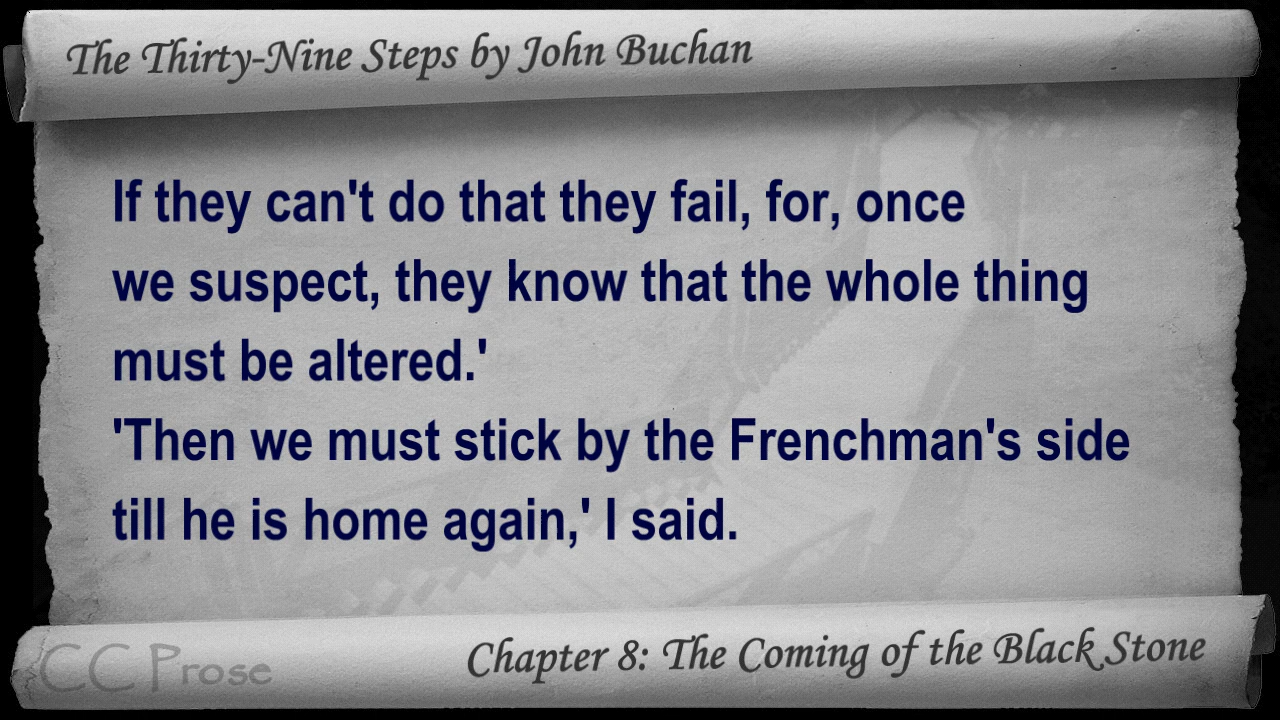 The Thirty-Nine Steps by John Buchan
If they can't do that they fail, for, once
we suspect, they know that the whole thing
must be altered.'
'Then we must stick by the Frenchman's side
till he is home again,' I said.
CC Prose
Chapter 8: The Coming of the Black Stone